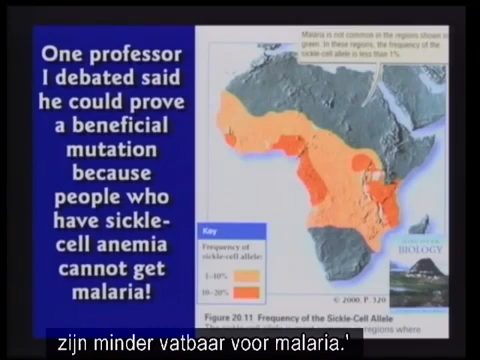 One professor
I debated said
he could prove
a beneficial
mutation
because
people who
have sickle-
cell anemia
cannot get
malaria!
Malaria is not common in the regions shown in
green. In these regions, the frequency of the
sickle-cell allele is less than 1%.
Key
Frequency of
sickle-cell allele:
1–10%
10–20%
© 2000, P. 320
BIOLOGY
Figure 20.11 Frequency of the Sickle-Cell Allele
regions where
zijn minder vatbaar voor malaria.'